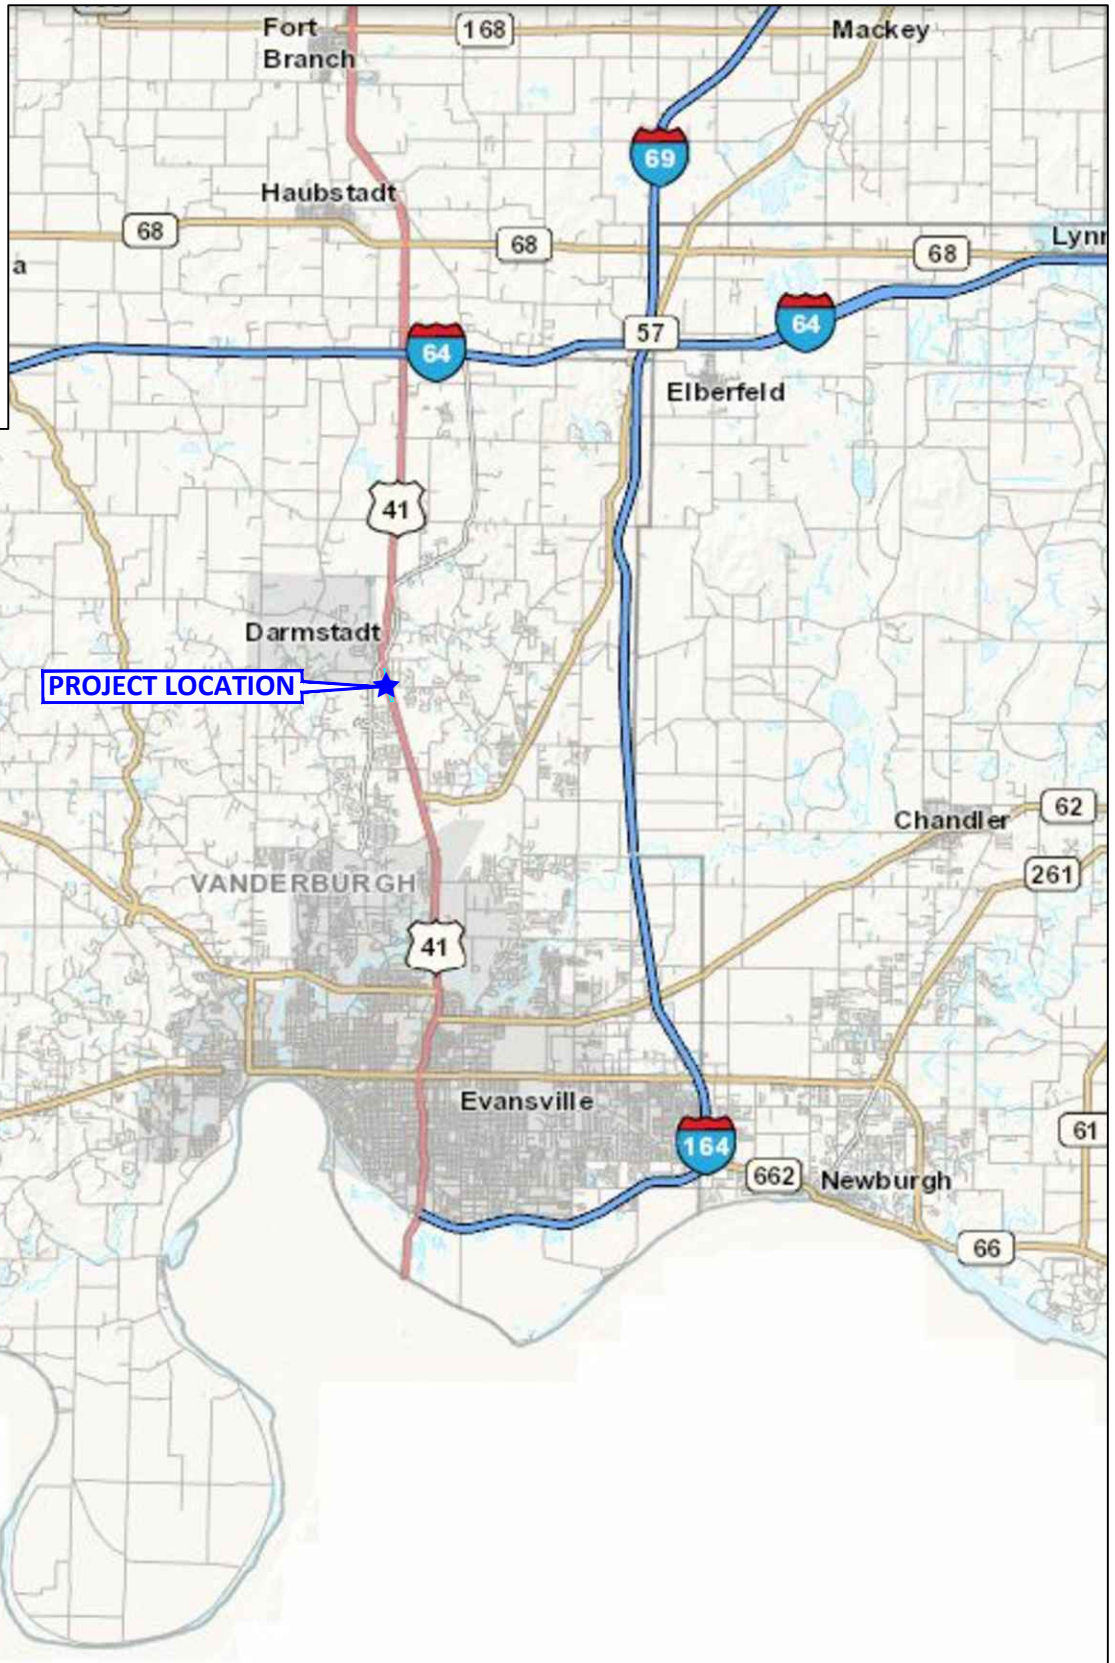 Fort
Branch
168
Mackey
69
Haubstadt
68
68
68
Lynn
a
64
57
64
Elberfeld
41
Darmstadt
PROJECT LOCATION
Chandler
62
261
VANDERBURGH
41
Evansville
164
61
662
Newburgh
66